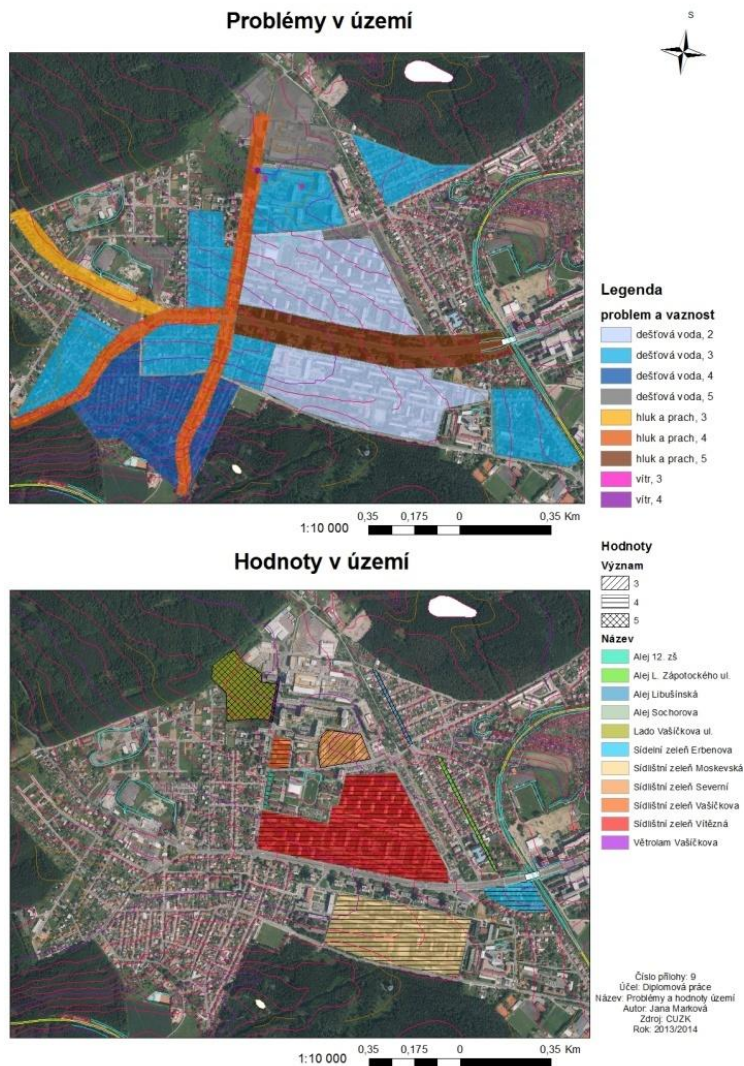 Problémy v území
S
Legenda
problem a vaznost
dešťová voda, 2
dešťová voda, 3
dešťová voda, 4
dešťová voda, 5
hluk a prach, 3
hluk a prach, 4
hluk a prach, 5
vítr, 3
vítr, 4
1:10 000
0,35 0,175 0 0,35 Km
Hodnoty v území
Hodnoty
Význam
3
4
5
Název
Alej 12. zš
Alej L. Zápotockého ul.
Alej Libušínská
Alej Sochorova
Lado Vašíčkova ul.
Sídelní zeleň Erbenova
Sídlištní zeleň Moskevská
Sídlištní zeleň Severní
Sídlištní zeleň Vašíčkova
Sídlištní zeleň Vítězná
Větrolam Vašíčkova
Číslo přílohy: 9
Účel: Diplomová práce
Název: Problémy a hodnoty území
Autor: Jana Marková
Zdroj: CUZK
Rok: 2013/2014
1:10 000
0,35 0,175 0 0,35 Km